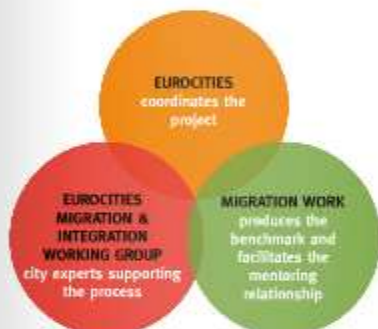 EUROCITIES
coordinates the
project
EUROCITIES
MIGRATION &
INTEGRATION
WORKING GROUP
city experts supporting
the process
MIGRATION WORK
produces the
benchmark and
facilitates the
mentoring
relationship